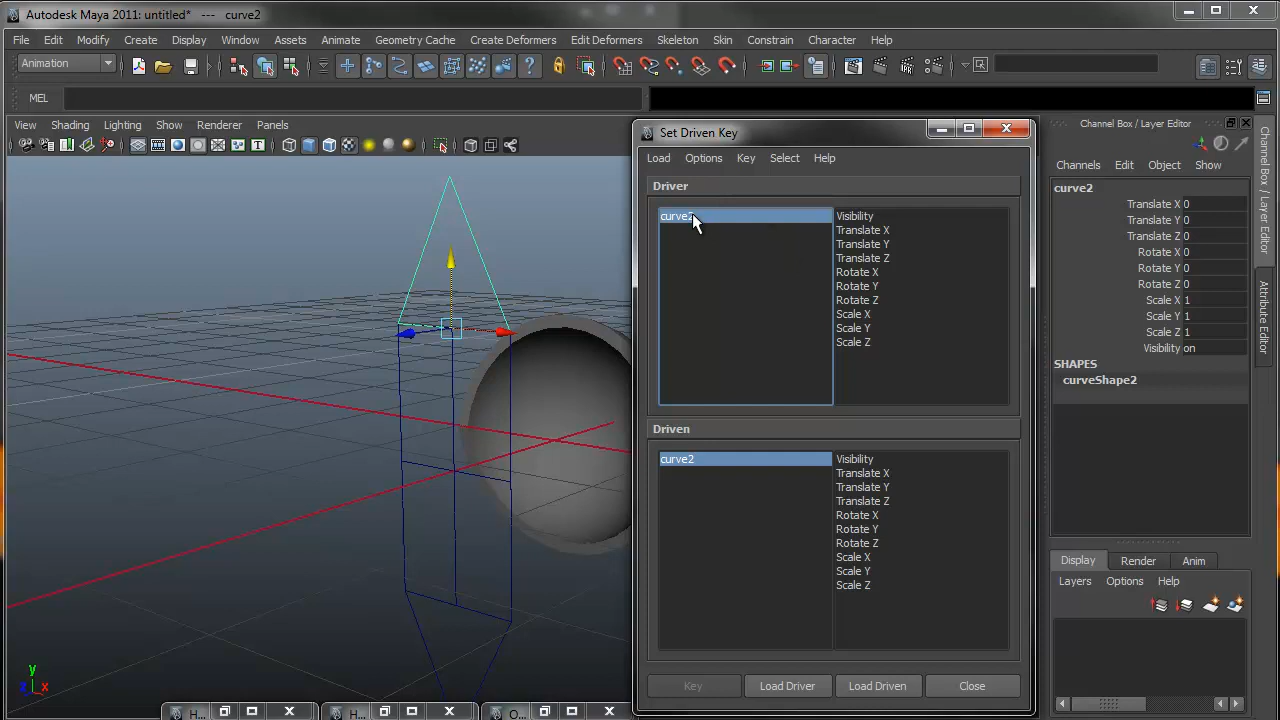 Autodesk Maya 2011: untitled*   ---   curve2
File Edit Modify Create Display Window Assets Animate Geometry Cache Create Deformers Edit Deformers Skeleton Skin Constrain Character Help
Animation
MEL
View Shading Lighting Show Renderer Panels
Set Driven Key
Load Options Key Select Help
Driver
curve2
Visibility
Translate X
Translate Y
Translate Z
Rotate X
Rotate Y
Rotate Z
Scale X
Scale Y
Scale Z
Driven
curve2
Visibility
Translate X
Translate Y
Translate Z
Rotate X
Rotate Y
Rotate Z
Scale X
Scale Y
Scale Z
Key Load Driver Load Driven Close
Channel Box / Layer Editor
Channels Edit Object Show
curve2
Translate X 0
Translate Y 0
Translate Z 0
Rotate X 0
Rotate Y 0
Rotate Z 0
Scale X 1
Scale Y 1
Scale Z 1
Visibility on
SHAPES
curveShape2
Display Render Anim
Layers Options Help
Channel Box / Layer Editor
Attribute Editor
y
z x
H... H... O...